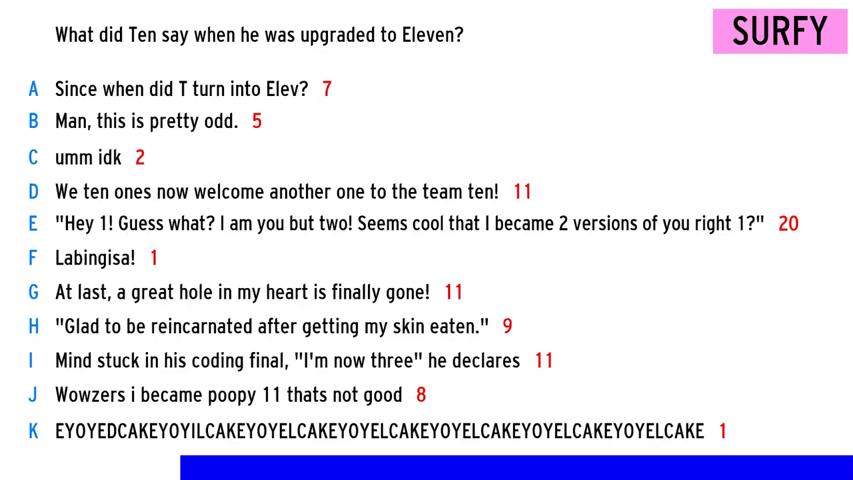 What did Ten say when he was upgraded to Eleven?
SURFY
A Since when did T turn into Elev? 7
B Man, this is pretty odd. 5
C umm idk 2
D We ten ones now welcome another one to the team ten! 11
E "Hey 1! Guess what? I am you but two! Seems cool that I became 2 versions of you right 1?" 20
F Labingisa! 1
G At last, a great hole in my heart is finally gone! 11
H "Glad to be reincarnated after getting my skin eaten." 9
I Mind stuck in his coding final, "I'm now three" he declares 11
J Wowzers i became poopy 11 thats not good 8
K EYOYEDCAKEYOYILCAKEYOYELCAKEYOYELCAKEYOYELCAKEYOYELCAKEYOYELCAKE 1